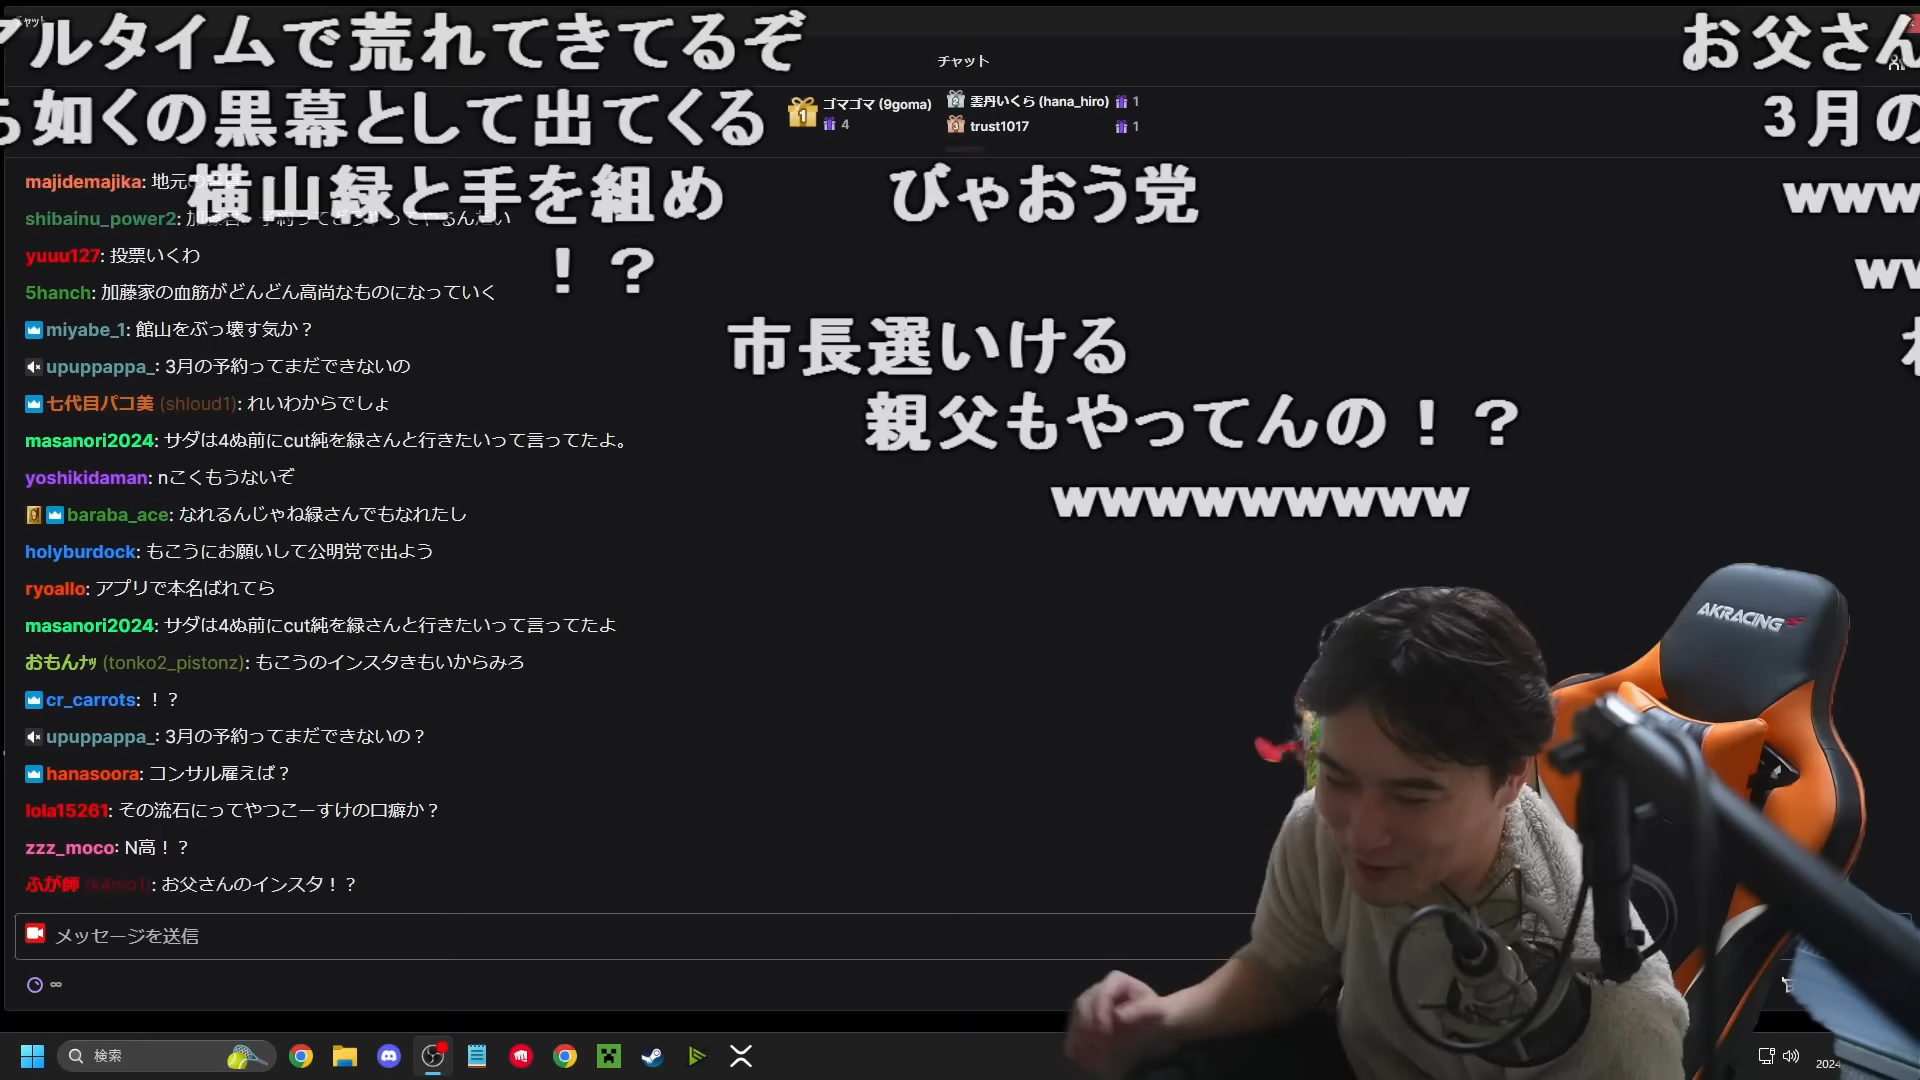 チャット
アルタイムで荒れてきてるぞ
お父さん
チャット
ら如くの黒幕として出てくる
ゴマゴマ (9goma)
4
雲丹いくら (hana_hiro) 1
trust1017 1
3月の
majidemajika: 地元
横山緑と手を組め
びゃおう党
www
shibainu_power2:
yuuu127: 投票いくわ
！？
ww
5hanch: 加藤家の血筋がどんどん高尚なものになっていく
miyabe_1: 館山をぶっ壊す気か？
市長選いける
upuppappa_: 3月の予約ってまだできないの
七代目パコ美 (shloud1): れいわからでしょ
親父もやってんの！？
masanori2024: サダは4ぬ前にcut純を緑さんと行きたいって言ってたよ。
yoshikidaman: nこくもうないぞ
wwwwwwwww
baraba_ace: なれるんじゃね緑さんでもなれたし
holyburdock: もこうにお願いして公明党で出よう
ryoallo: アプリで本名ばれてら
masanori2024: サダは4ぬ前にcut純を緑さんと行きたいって言ってたよ
おもんﾅｯ (tonko2_pistonz): もこうのインスタきもいからみろ
cr_carrots: ！？
upuppappa_: 3月の予約ってまだできないの？
hanasoora: コンサル雇えば？
lola15261: その流石にってやつこーすけの口癖か？
zzz_moco: N高！？
ふが師: お父さんのインスタ！？
メッセージを送信
∞
AKRACING
検索
2024